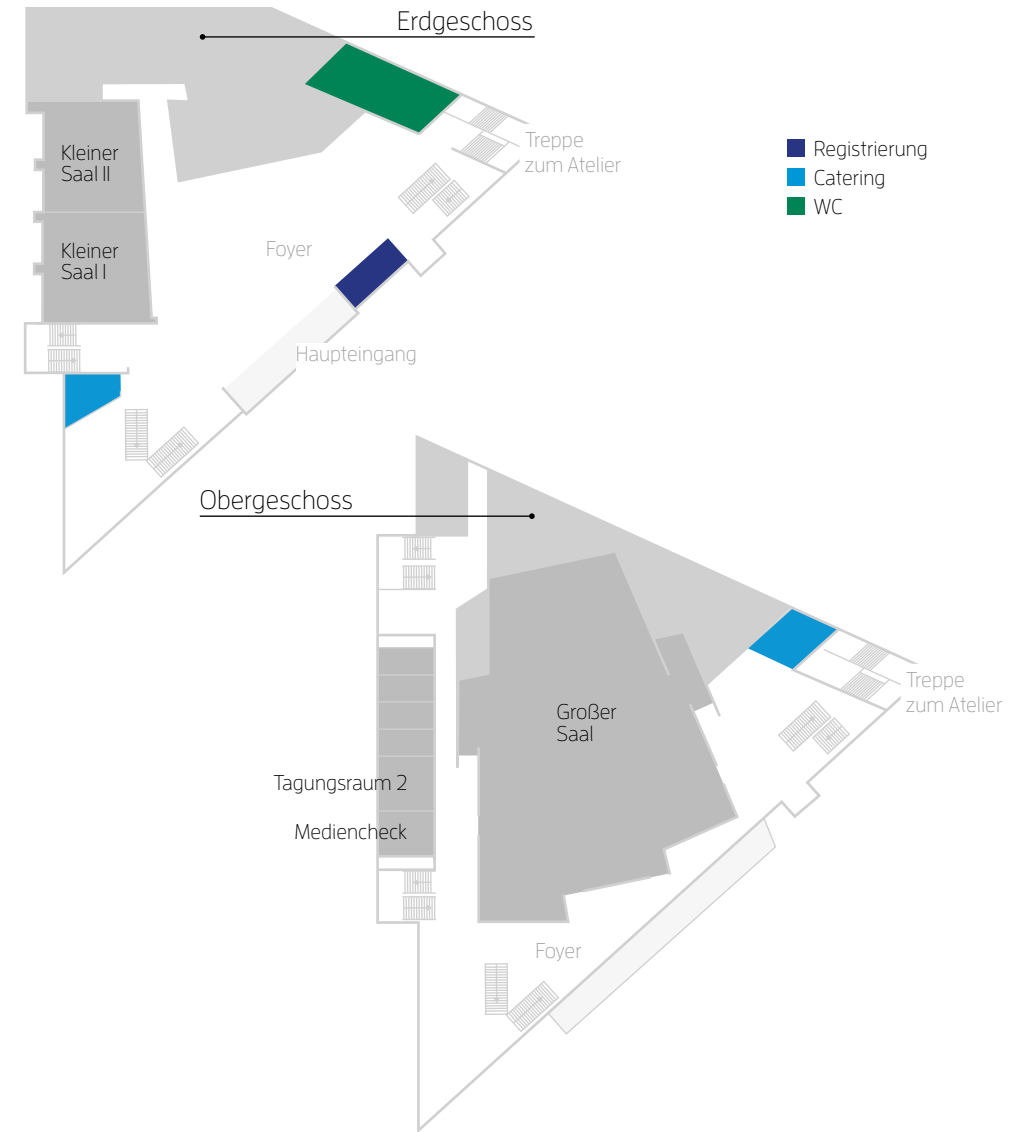 Erdgeschoss
Treppe
zum Atelier
Registrierung
Catering
WC
Kleiner
Saal II
Kleiner
Saal I
Foyer
Haupteingang
Obergeschoss
Treppe
zum Atelier
Großer
Saal
Tagungsraum 2
Mediencheck
Foyer